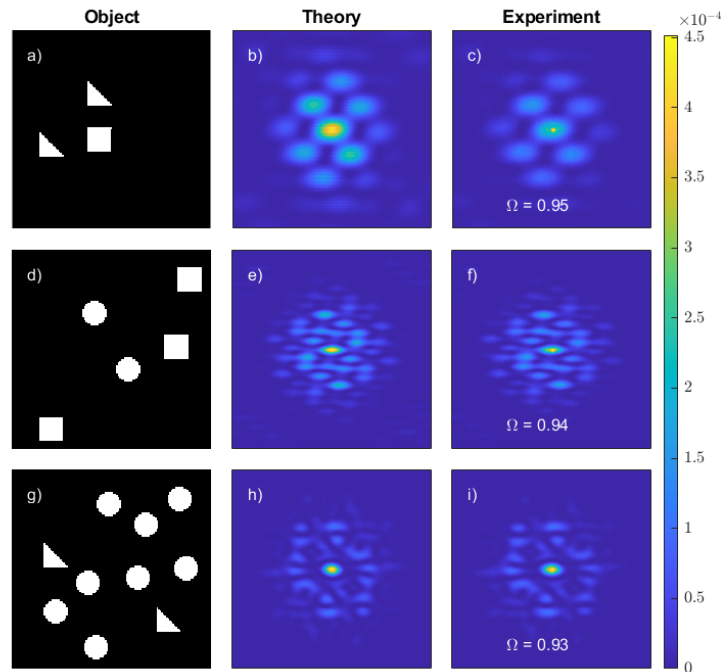 Object Theory Experiment
×10⁻⁴
a) b) c)
Ω = 0.95
d) e) f)
Ω = 0.94
g) h) i)
Ω = 0.93
4.5
4
3.5
3
2.5
2
1.5
1
0.5
0